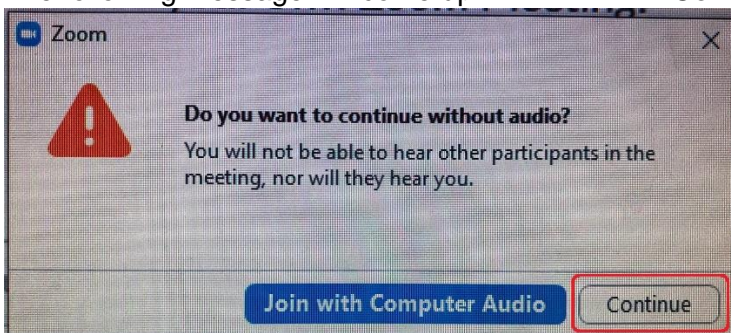 Zoom
Do you want to continue without audio?
You will not be able to hear other participants in the
meeting, nor will they hear you.
Join with Computer Audio
Continue